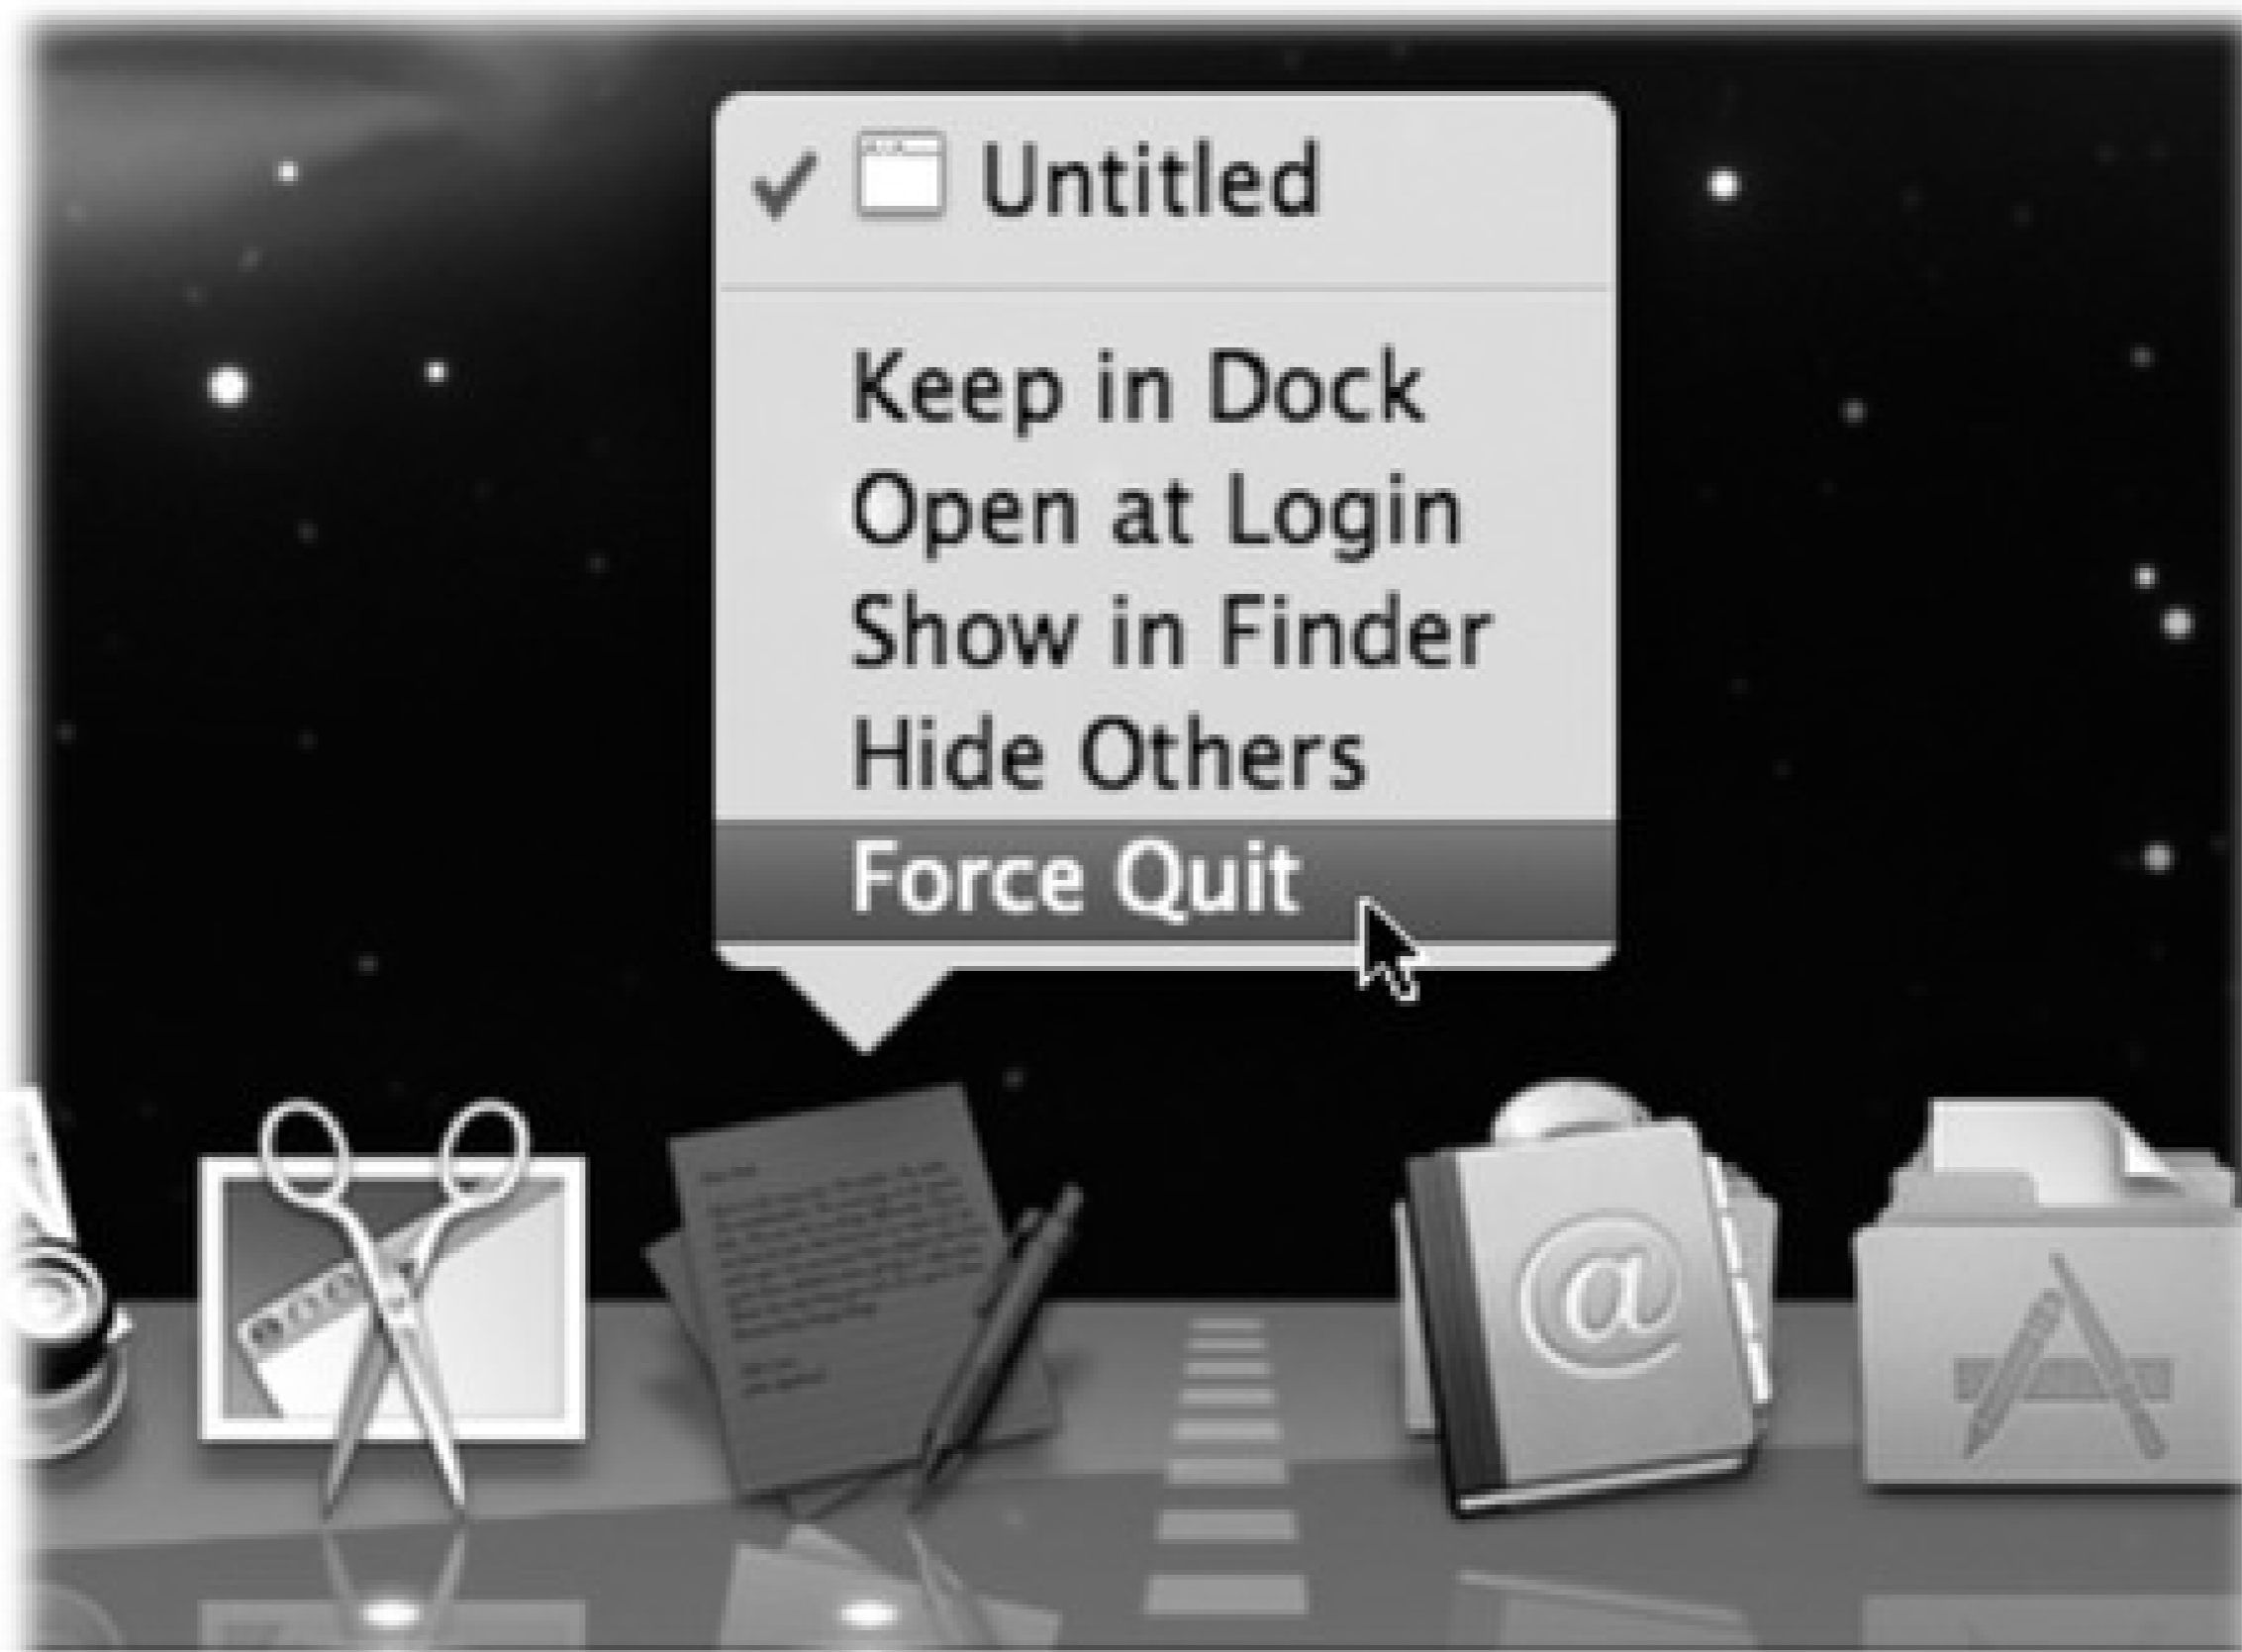 ✓ Untitled
Keep in Dock
Open at Login
Show in Finder
Hide Others
Force Quit
@